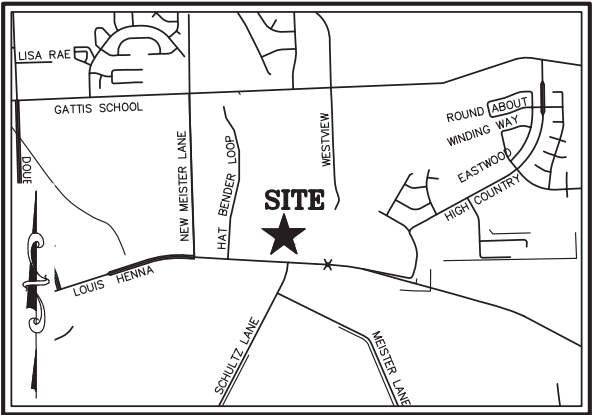 LISA RAE
GATTIS SCHOOL
ROUND ABOUT
WINDING WAY
EASTWOOD
HIGH COUNTRY
NEW MEISTER LANE
HAT BENDER LOOP
WESTVIEW
DOUE
SITE
LOUIS HENNA
SCHULTZ LANE
MEISTER LANE